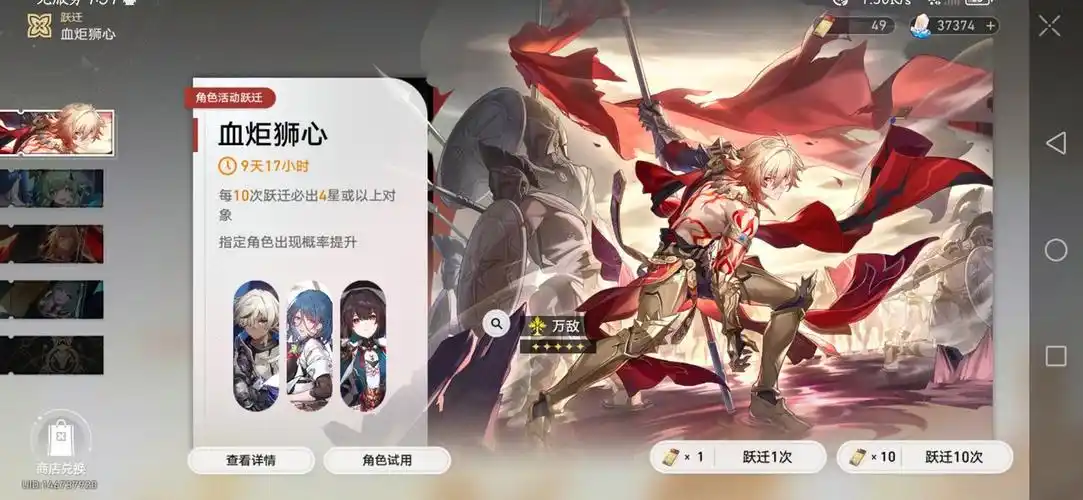 跃迁
血炬狮心
49
37374
角色活动跃迁
血炬狮心
9天17小时
每10次跃迁必出4星或以上对
象
指定角色出现概率提升
万敌
商店兑换
查看详情
角色试用
× 1
跃迁1次
× 10
跃迁10次